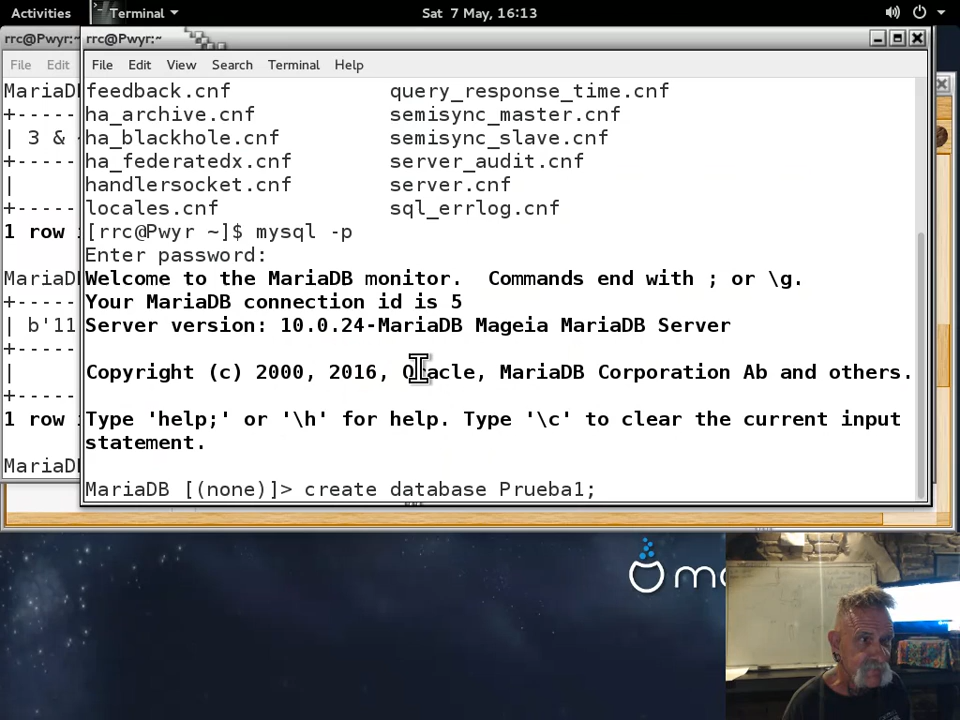 Activities Terminal Sat 7 May, 16:13
rrc@Pwyr:~ rrc@Pwyr:~
File Edit File Edit View Search Terminal Help
MariaDB
+-----
| 3 &
+-----
|
+-----
1 row
MariaDB
+-----
| b'11
+-----
|
+-----
1 row
MariaDB
feedback.cnf query_response_time.cnf
ha_archive.cnf semisync_master.cnf
ha_blackhole.cnf semisync_slave.cnf
ha_federatedx.cnf server_audit.cnf
handlersocket.cnf server.cnf
locales.cnf sql_errlog.cnf
[rrc@Pwyr ~]$ mysql -p
Enter password:
Welcome to the MariaDB monitor.  Commands end with ; or \g.
Your MariaDB connection id is 5
Server version: 10.0.24-MariaDB Mageia MariaDB Server
Copyright (c) 2000, 2016, Oracle, MariaDB Corporation Ab and others.
Type 'help;' or '\h' for help. Type '\c' to clear the current input
statement.
MariaDB [(none)]> create database Prueba1;